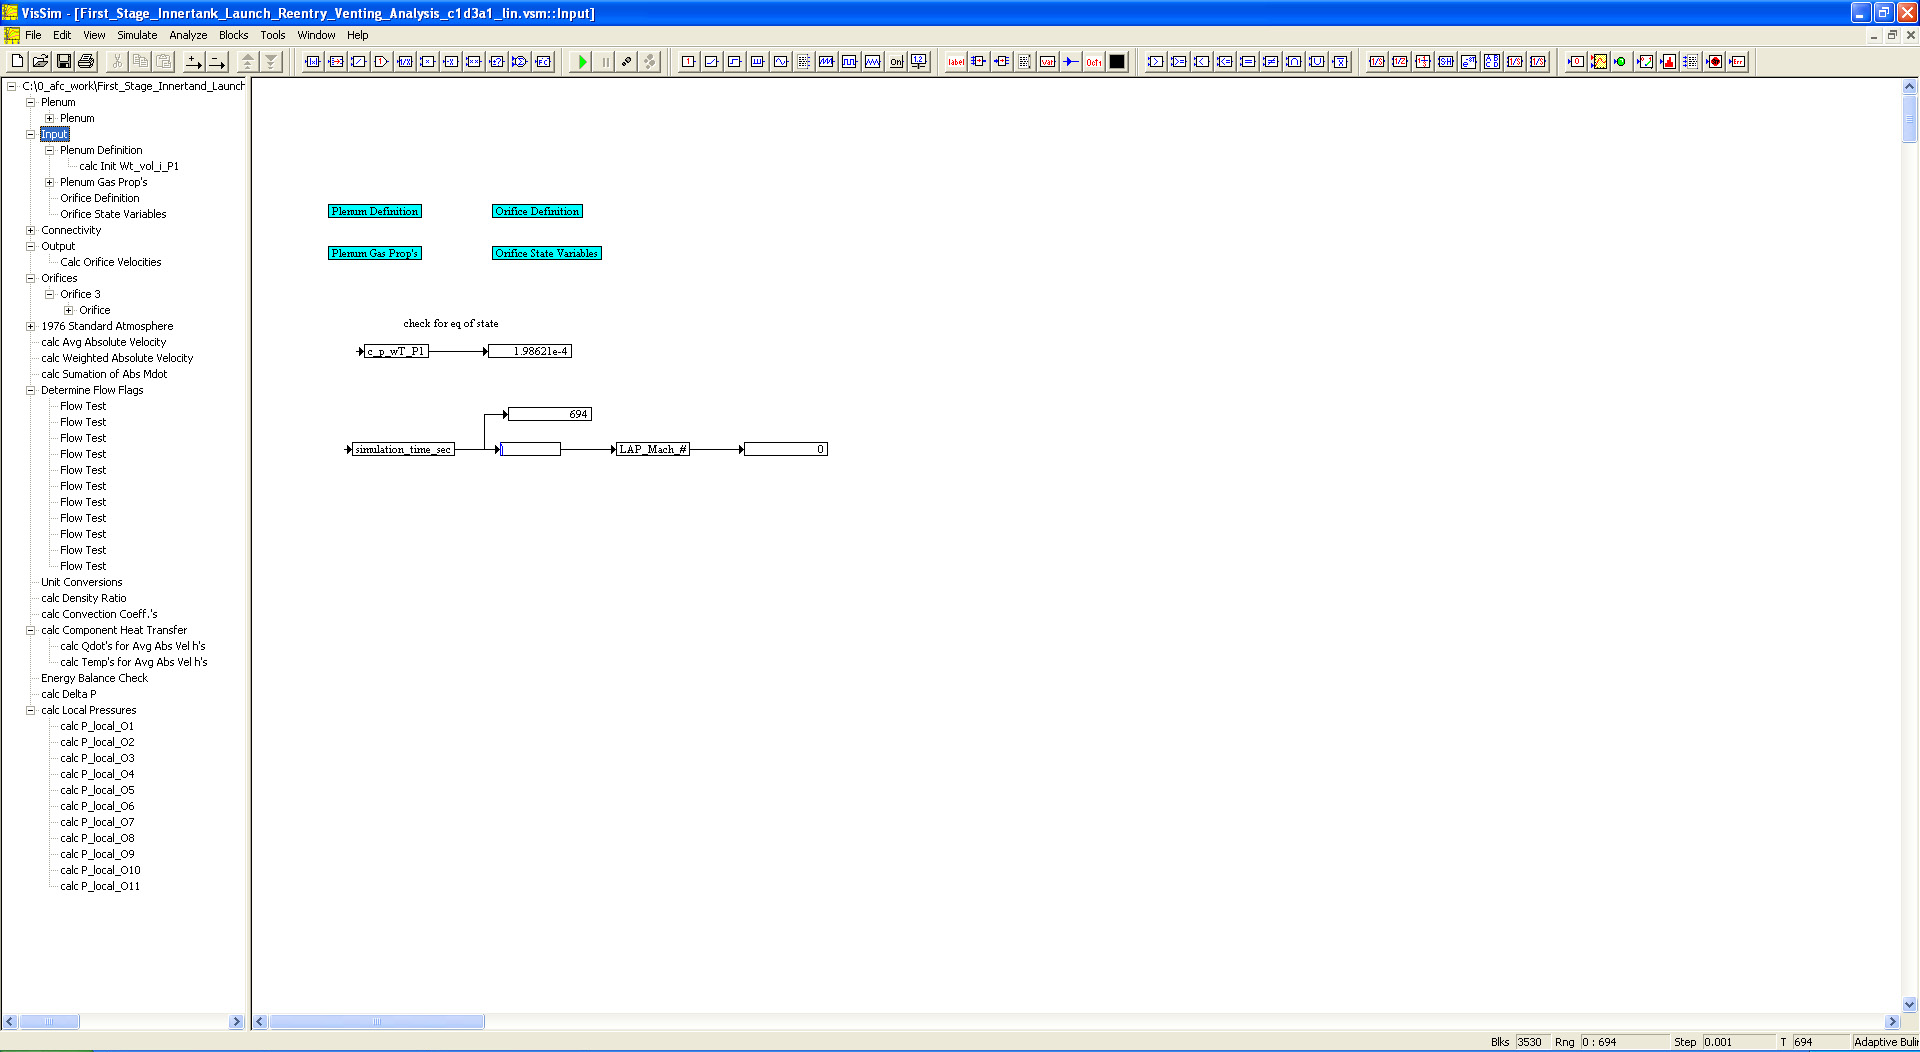 VisSim - [First_Stage_Innertank_Launch_Reentry_Venting_Analysis_c1d3a1_lin.vsm::Input]
File Edit View Simulate Analyze Blocks Tools Window Help
C:\0_afc_work\First_Stage_Innertand_Launch
Plenum
Plenum
Input
Plenum Definition
calc Init Wt_vol_i_P1
Plenum Gas Prop's
Orifice Definition
Orifice State Variables
Connectivity
Output
Calc Orifice Velocities
Orifices
Orifice 3
Orifice
1976 Standard Atmosphere
calc Avg Absolute Velocity
calc Weighted Absolute Velocity
calc Sumation of Abs Mdot
Determine Flow Flags
Flow Test
Flow Test
Flow Test
Flow Test
Flow Test
Flow Test
Flow Test
Flow Test
Flow Test
Flow Test
Flow Test
Unit Conversions
calc Density Ratio
calc Convection Coeff.'s
calc Component Heat Transfer
calc Qdot's for Avg Abs Vel h's
calc Temp's for Avg Abs Vel h's
Energy Balance Check
calc Delta P
calc Local Pressures
calc P_local_O1
calc P_local_O2
calc P_local_O3
calc P_local_O4
calc P_local_O5
calc P_local_O6
calc P_local_O7
calc P_local_O8
calc P_local_O9
calc P_local_O10
calc P_local_O11
Plenum Definition Orifice Definition
Plenum Gas Prop's Orifice State Variables
check for eq of state
c_p_wT_P1 1.98621e-4
694
simulation_time_sec LAP_Mach_# 0
Blks 3530 Rng 0 : 694 Step 0.001 T 694 Adaptive Buli